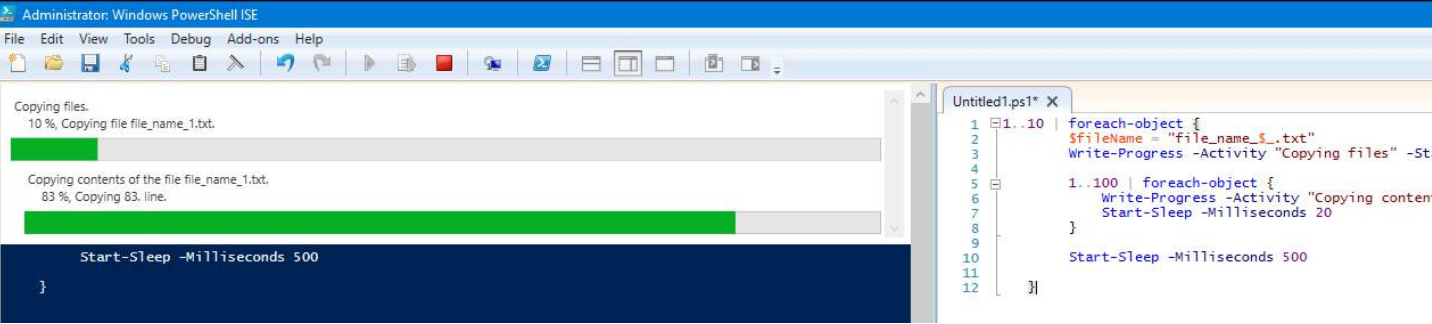 Administrator: Windows PowerShell ISE
File Edit View Tools Debug Add-ons Help
Copying files.
10 %, Copying file file_name_1.txt.
Copying contents of the file file_name_1.txt.
83 %, Copying 83. line.
Start-Sleep -Milliseconds 500
}
Untitled1.ps1* X
1 1..10 | foreach-object {
2 $fileName = "file_name_$_.txt"
3 Write-Progress -Activity "Copying files" -St
4
5 1..100 | foreach-object {
6 Write-Progress -Activity "Copying conten
7 Start-Sleep -Milliseconds 20
8 }
9
10 Start-Sleep -Milliseconds 500
11
12 }